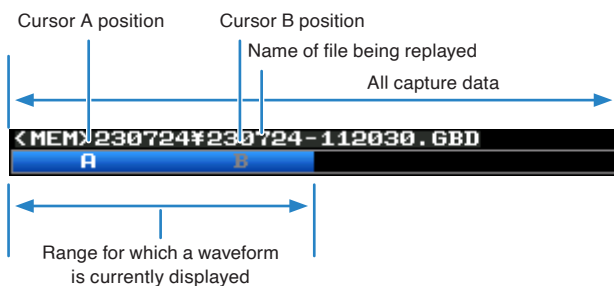 Cursor A position
Cursor B position
Name of file being replayed
All capture data
<MEM>230724¥230724-112030.GBD
A
B
Range for which a waveform
is currently displayed